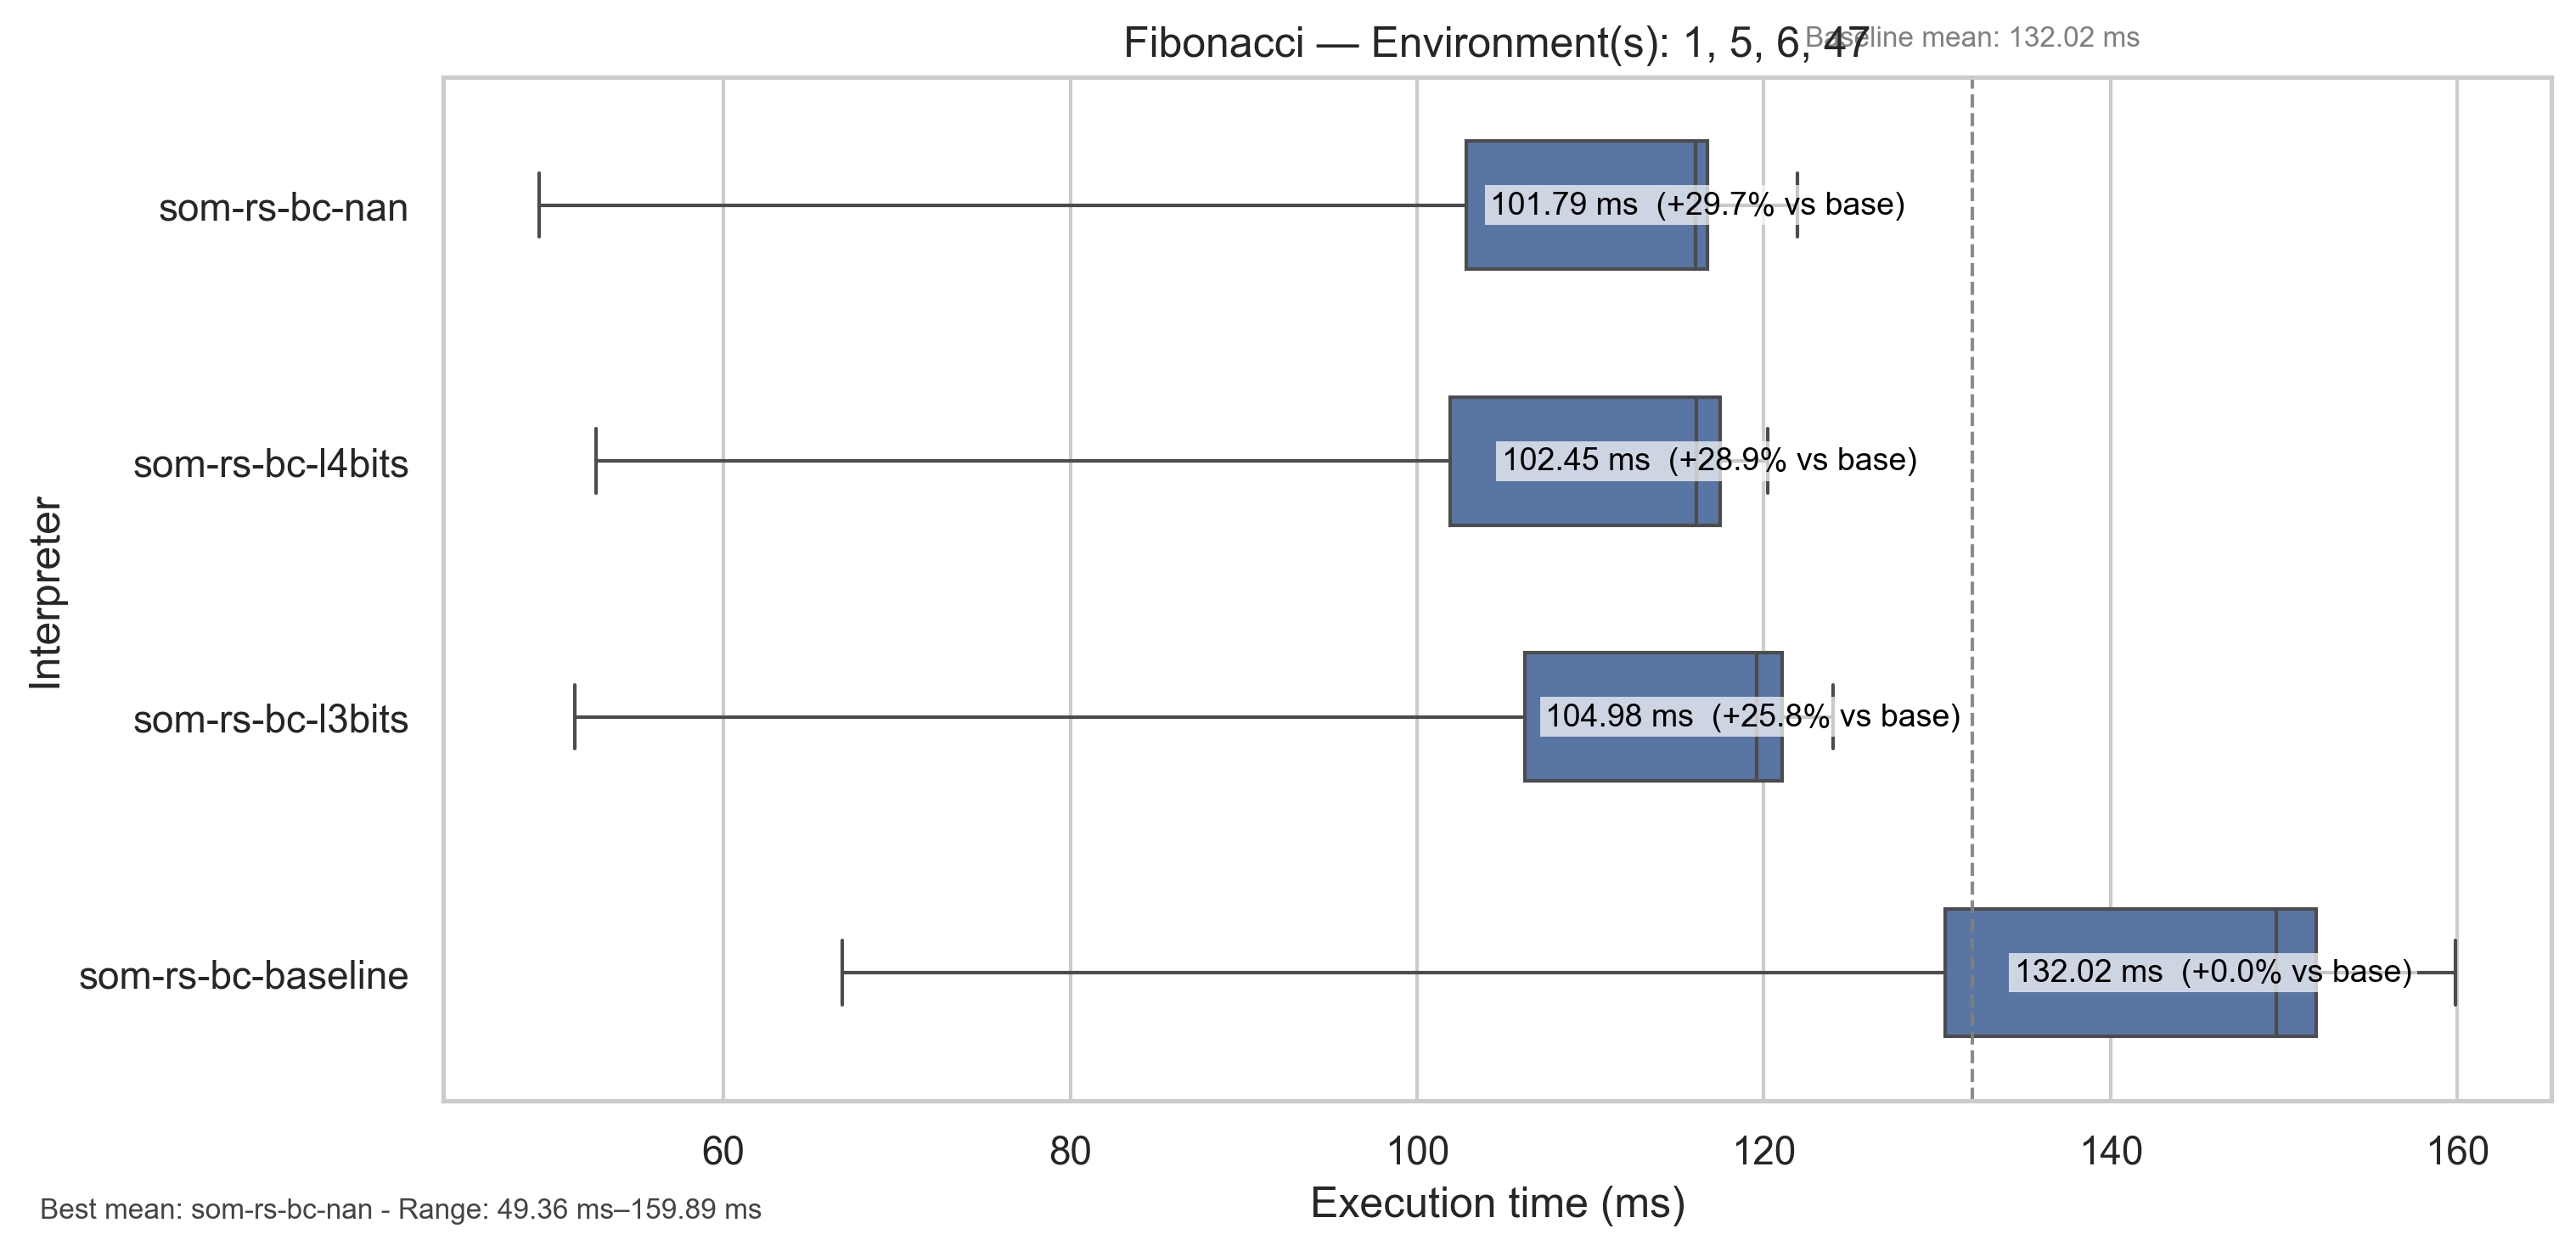 Fibonacci — Environment(s): 1, 5, 6, 47
Baseline mean: 132.02 ms
som-rs-bc-nan
101.79 ms (+29.7% vs base)
som-rs-bc-l4bits
102.45 ms (+28.9% vs base)
som-rs-bc-l3bits
104.98 ms (+25.8% vs base)
som-rs-bc-baseline
132.02 ms (+0.0% vs base)
Interpreter
60 80 100 120 140 160
Execution time (ms)
Best mean: som-rs-bc-nan - Range: 49.36 ms–159.89 ms